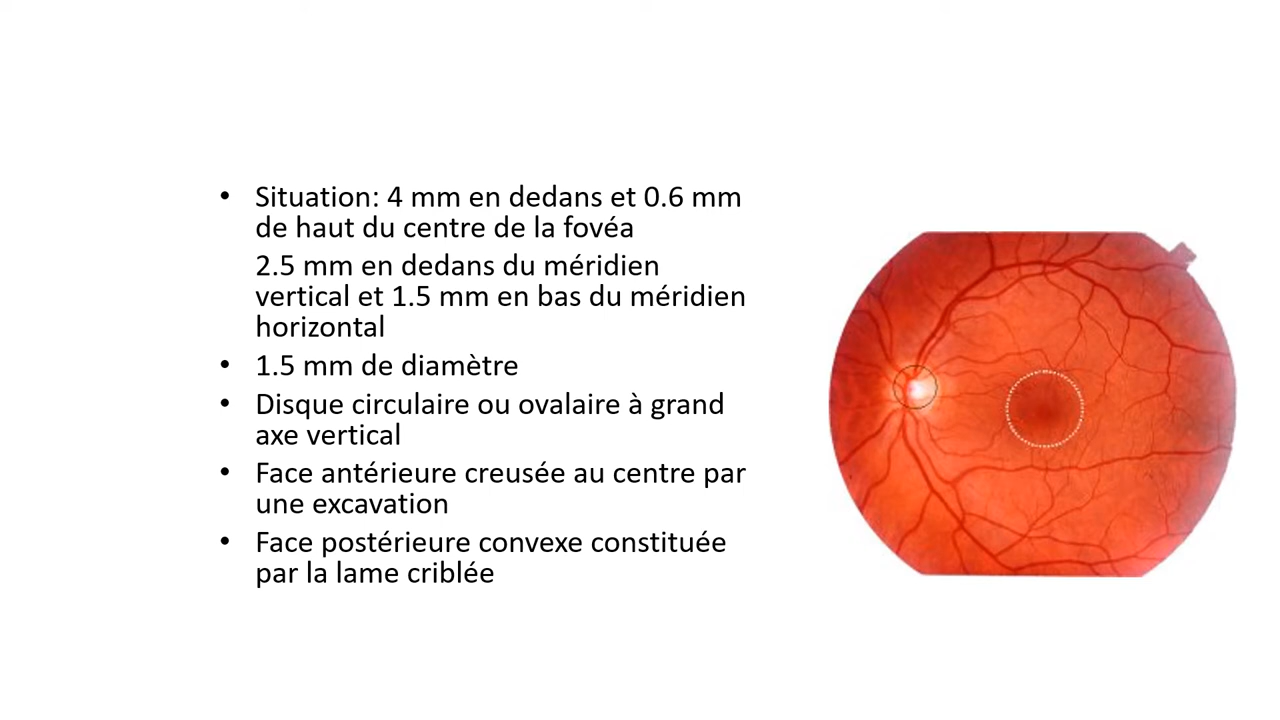 • Situation: 4 mm en dedans et 0.6 mm
de haut du centre de la fovéa
2.5 mm en dedans du méridien
vertical et 1.5 mm en bas du méridien
horizontal
• 1.5 mm de diamètre
• Disque circulaire ou ovalaire à grand
axe vertical
• Face antérieure creusée au centre par
une excavation
• Face postérieure convexe constituée
par la lame criblée